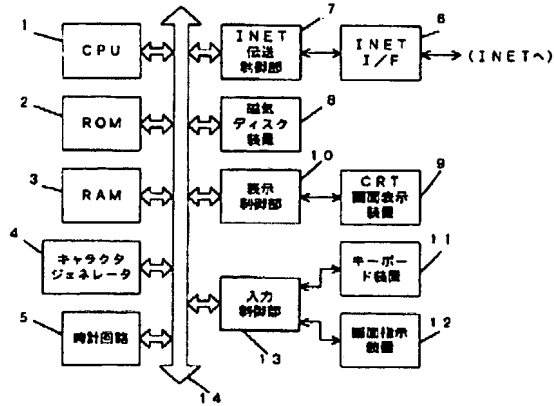 1
CPU
2
ROM
3
RAM
4
キャラクタ
ジェネレータ
5
時計回路
7
INET
伝送
制御部
6
INET
I/F
(INETへ)
磁気
ディスク
装置
8
10
表示
制御部
CRT
画面表示
装置
9
11
キーボー
ド装置
入力
制御部
13
12
画面指示
装置
14